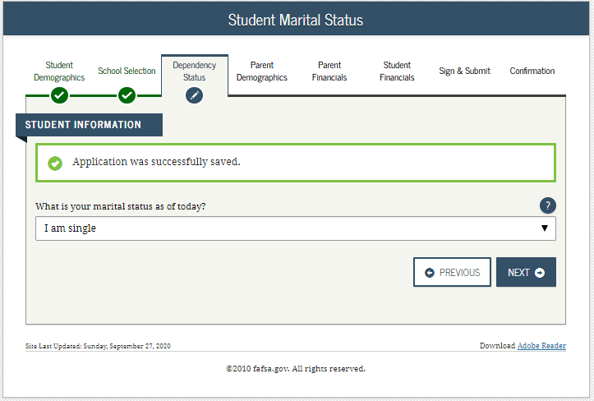 Student Marital Status
Student Demographics
School Selection
Dependency Status
Parent Demographics
Parent Financials
Student Financials
Sign & Submit
Confirmation
STUDENT INFORMATION
Application was successfully saved.
What is your marital status as of today?
?
I am single
PREVIOUS
NEXT
Site Last Updated: Sunday, September 27, 2020
Download Adobe Reader
©2010 fafsa.gov. All rights reserved.